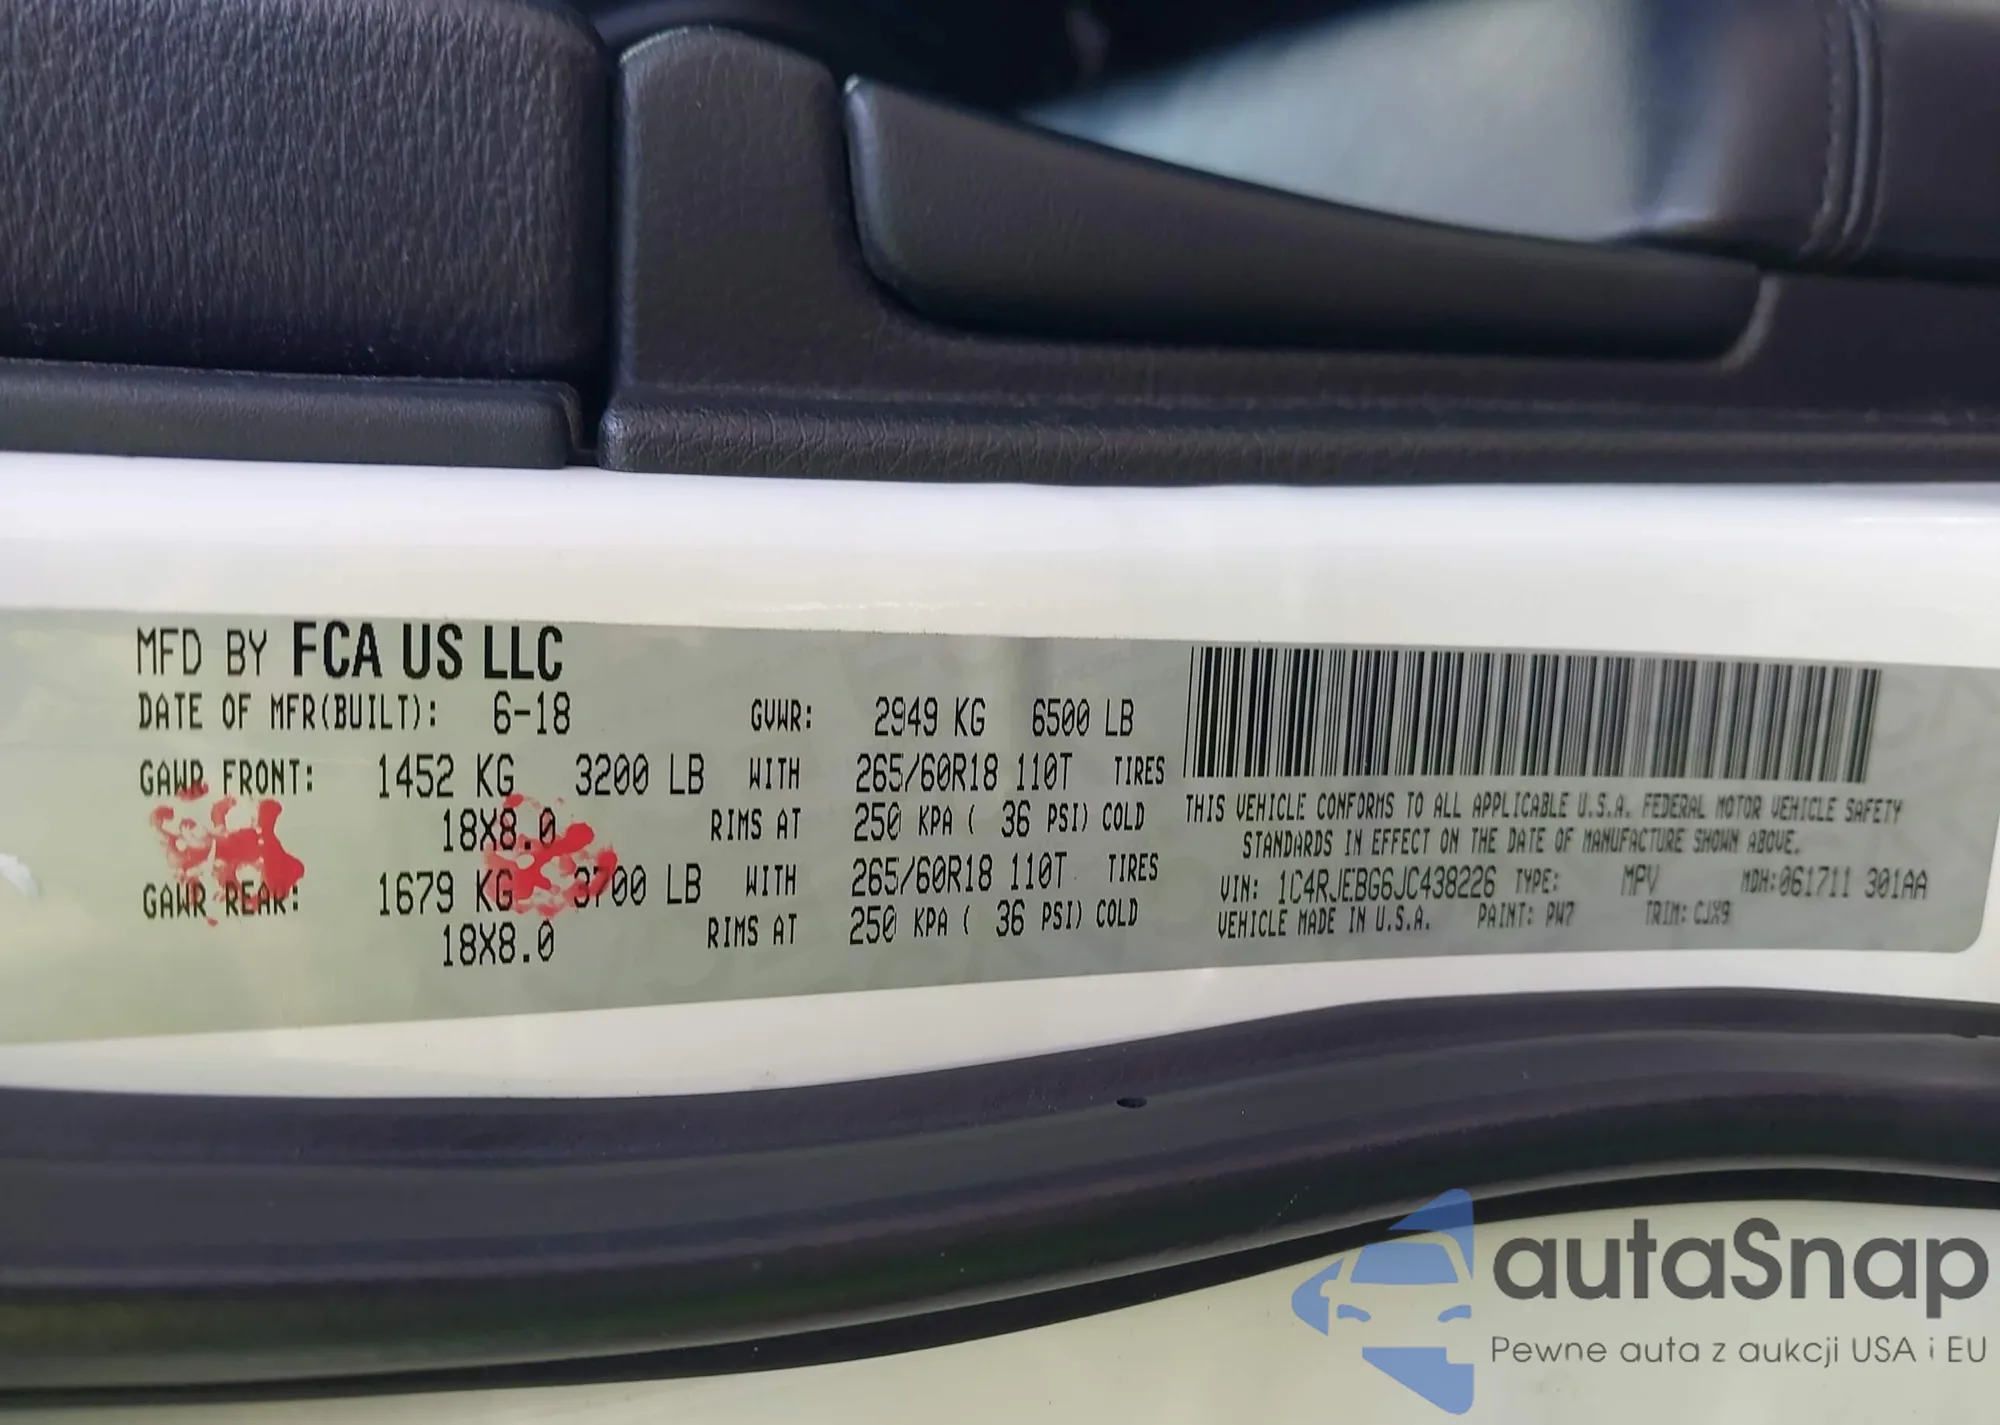 MFD BY FCA US LLC
DATE OF MFR(BUILT): 6-18 GVWR: 2949 KG 6500 LB
GAWR FRONT: 1452 KG 3200 LB WITH 265/60R18 110T TIRES
18X8.0 RIMS AT 250 KPA ( 36 PSI) COLD
GAWR REAR: 1679 KG 3700 LB WITH 265/60R18 110T TIRES
18X8.0 RIMS AT 250 KPA ( 36 PSI) COLD
THIS VEHICLE CONFORMS TO ALL APPLICABLE U.S.A. FEDERAL MOTOR VEHICLE SAFETY
STANDARDS IN EFFECT ON THE DATE OF MANUFACTURE SHOWN ABOVE.
VIN: 1C4RJEBG6JC438226 TYPE: MPV MDH:061711 301AA
VEHICLE MADE IN U.S.A. PAINT: PW7 TRIM: CJX9
autaSnap
Pewne auta z aukcji USA i EU